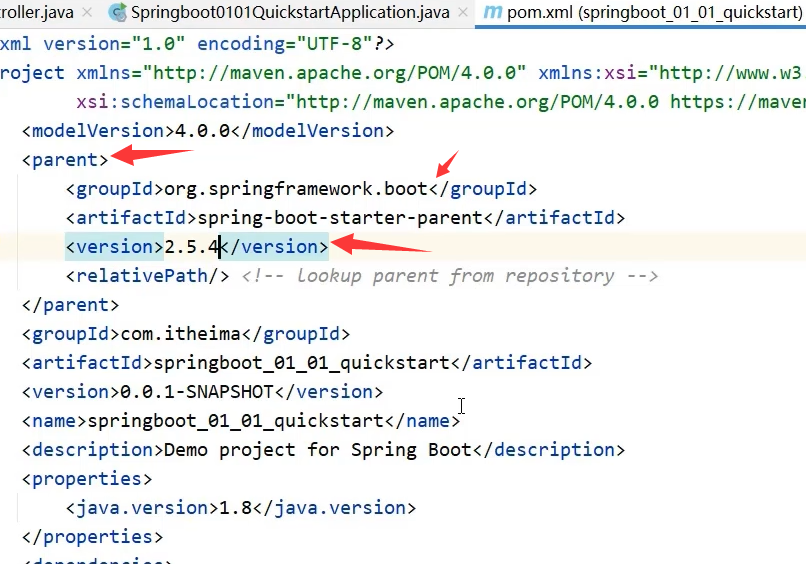 roller.java × Springboot0101QuickstartApplication.java × m pom.xml (springboot_01_01_quickstart)
xml version="1.0" encoding="UTF-8"?>
roject xmlns="http://maven.apache.org/POM/4.0.0" xmlns:xsi="http://www.w3
xsi:schemaLocation="http://maven.apache.org/POM/4.0.0 https://maven
<modelVersion>4.0.0</modelVersion>
<parent>
<groupId>org.springframework.boot</groupId>
<artifactId>spring-boot-starter-parent</artifactId>
<version>2.5.4</version>
<relativePath/> <!-- lookup parent from repository -->
</parent>
<groupId>com.itheima</groupId>
<artifactId>springboot_01_01_quickstart</artifactId>
<version>0.0.1-SNAPSHOT</version>
<name>springboot_01_01_quickstart</name>
<description>Demo project for Spring Boot</description>
<properties>
<java.version>1.8</java.version>
</properties>
<dependencies>